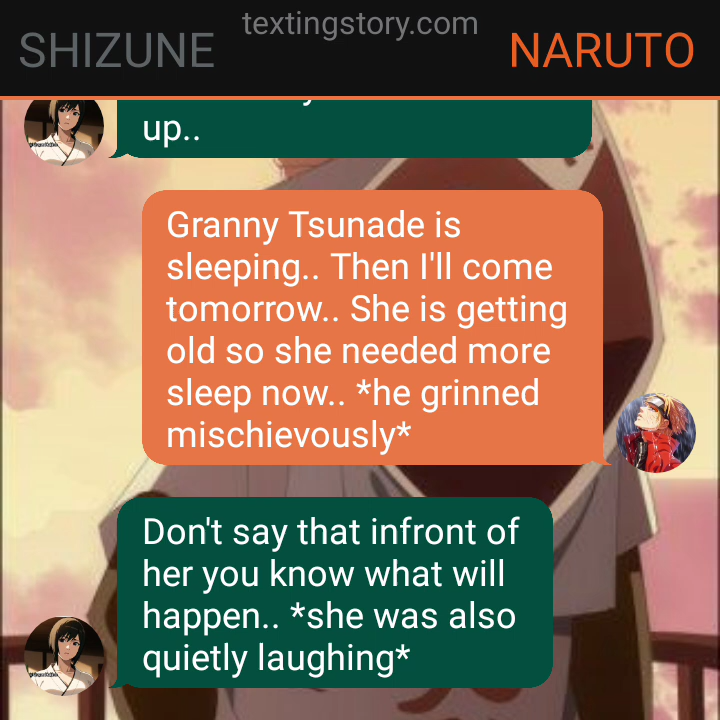 textingstory.com
SHIZUNE
NARUTO
up..
Granny Tsunade is
sleeping.. Then I'll come
tomorrow.. She is getting
old so she needed more
sleep now.. *he grinned
mischievously*
Don't say that infront of
her you know what will
happen.. *she was also
quietly laughing*